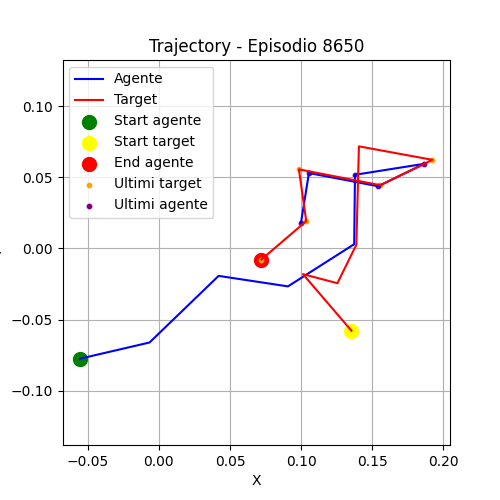 Trajectory - Episodio 8650
Agente
Target
Start agente
Start target
End agente
Ultimi target
Ultimi agente
0.10
0.05
0.00
−0.05
−0.10
−0.05
0.00
0.05
0.10
0.15
0.20
X